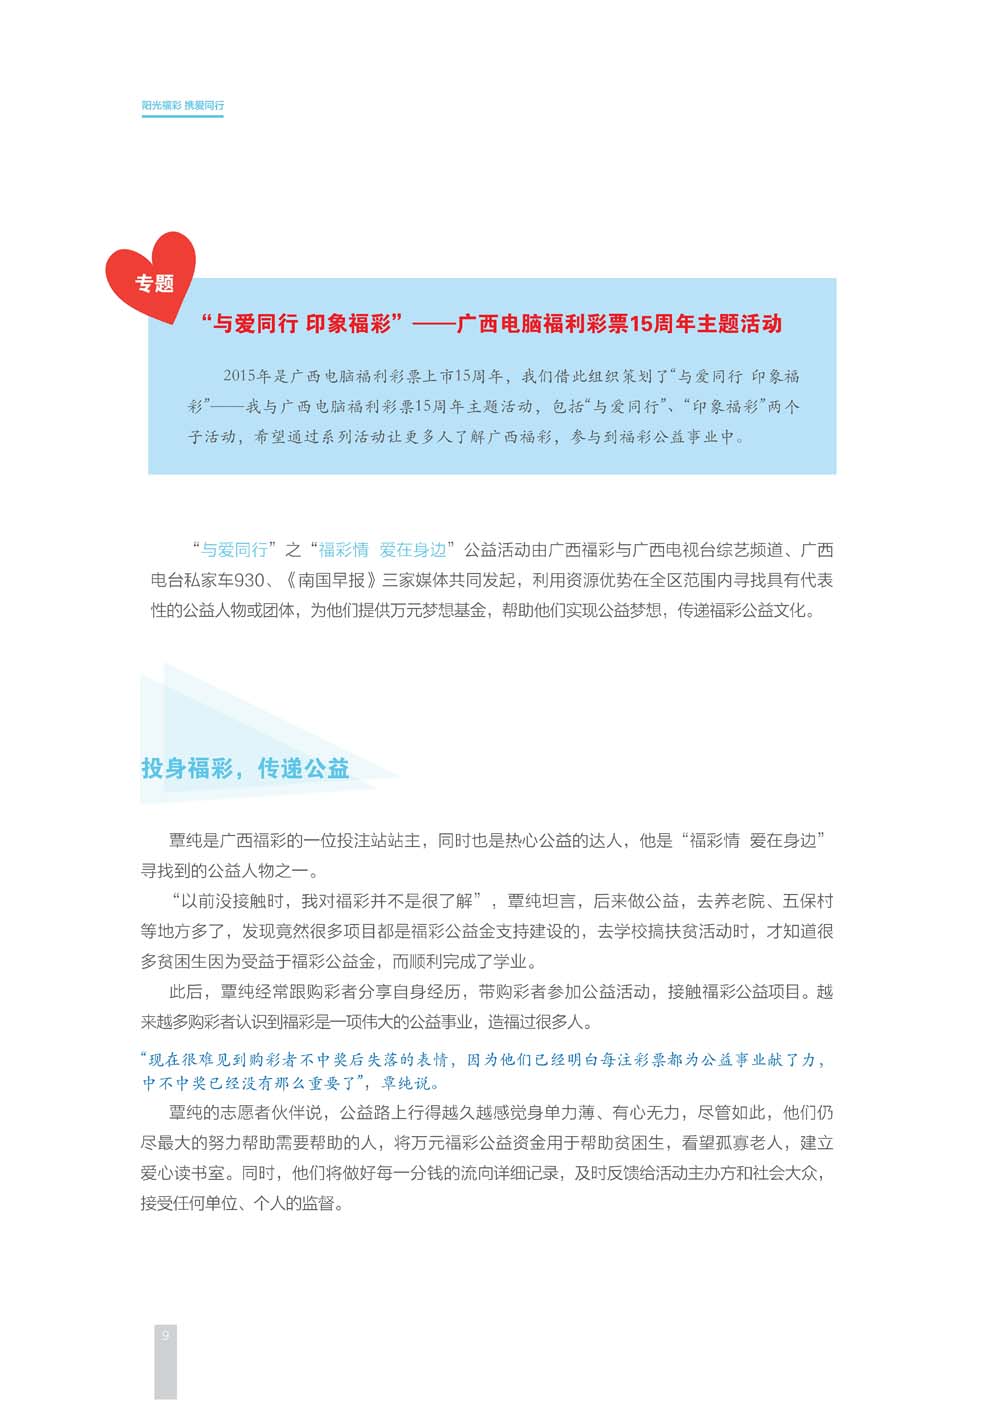 阳光福彩 携爱同行
专题
“与爱同行 印象福彩”——广西电脑福利彩票15周年主题活动
2015年是广西电脑福利彩票上市15周年，我们借此组织策划了“与爱同行 印象福
彩”——我与广西电脑福利彩票15周年主题活动，包括“与爱同行”、“印象福彩”两个
子活动，希望通过系列活动让更多人了解广西福彩，参与到福彩公益事业中。
“与爱同行”之“福彩情 爱在身边”公益活动由广西福彩与广西电视台综艺频道、广西
电台私家车930、《南国早报》三家媒体共同发起，利用资源优势在全区范围内寻找具有代表
性的公益人物或团体，为他们提供万元梦想基金，帮助他们实现公益梦想，传递福彩公益文化。
投身福彩，传递公益
覃纯是广西福彩的一位投注站站主，同时也是热心公益的达人，他是“福彩情 爱在身边”
寻找到的公益人物之一。
“以前没接触时，我对福彩并不是很了解”，覃纯坦言，后来做公益，去养老院、五保村
等地方多了，发现竟然很多项目都是福彩公益金支持建设的，去学校搞扶贫活动时，才知道很
多贫困生因为受益于福彩公益金，而顺利完成了学业。
此后，覃纯经常跟购彩者分享自身经历，带购彩者参加公益活动，接触福彩公益项目。越
来越多购彩者认识到福彩是一项伟大的公益事业，造福过很多人。
“现在很难见到购彩者不中奖后失落的表情，因为他们已经明白每注彩票都为公益事业献了力，
中不中奖已经没有那么重要了”，覃纯说。
覃纯的志愿者伙伴说，公益路上行得越久越感觉身单力薄、有心无力，尽管如此，他们仍
尽最大的努力帮助需要帮助的人，将万元福彩公益资金用于帮助贫困生，看望孤寡老人，建立
爱心读书室。同时，他们将做好每一分钱的流向详细记录，及时反馈给活动主办方和社会大众，
接受任何单位、个人的监督。
9